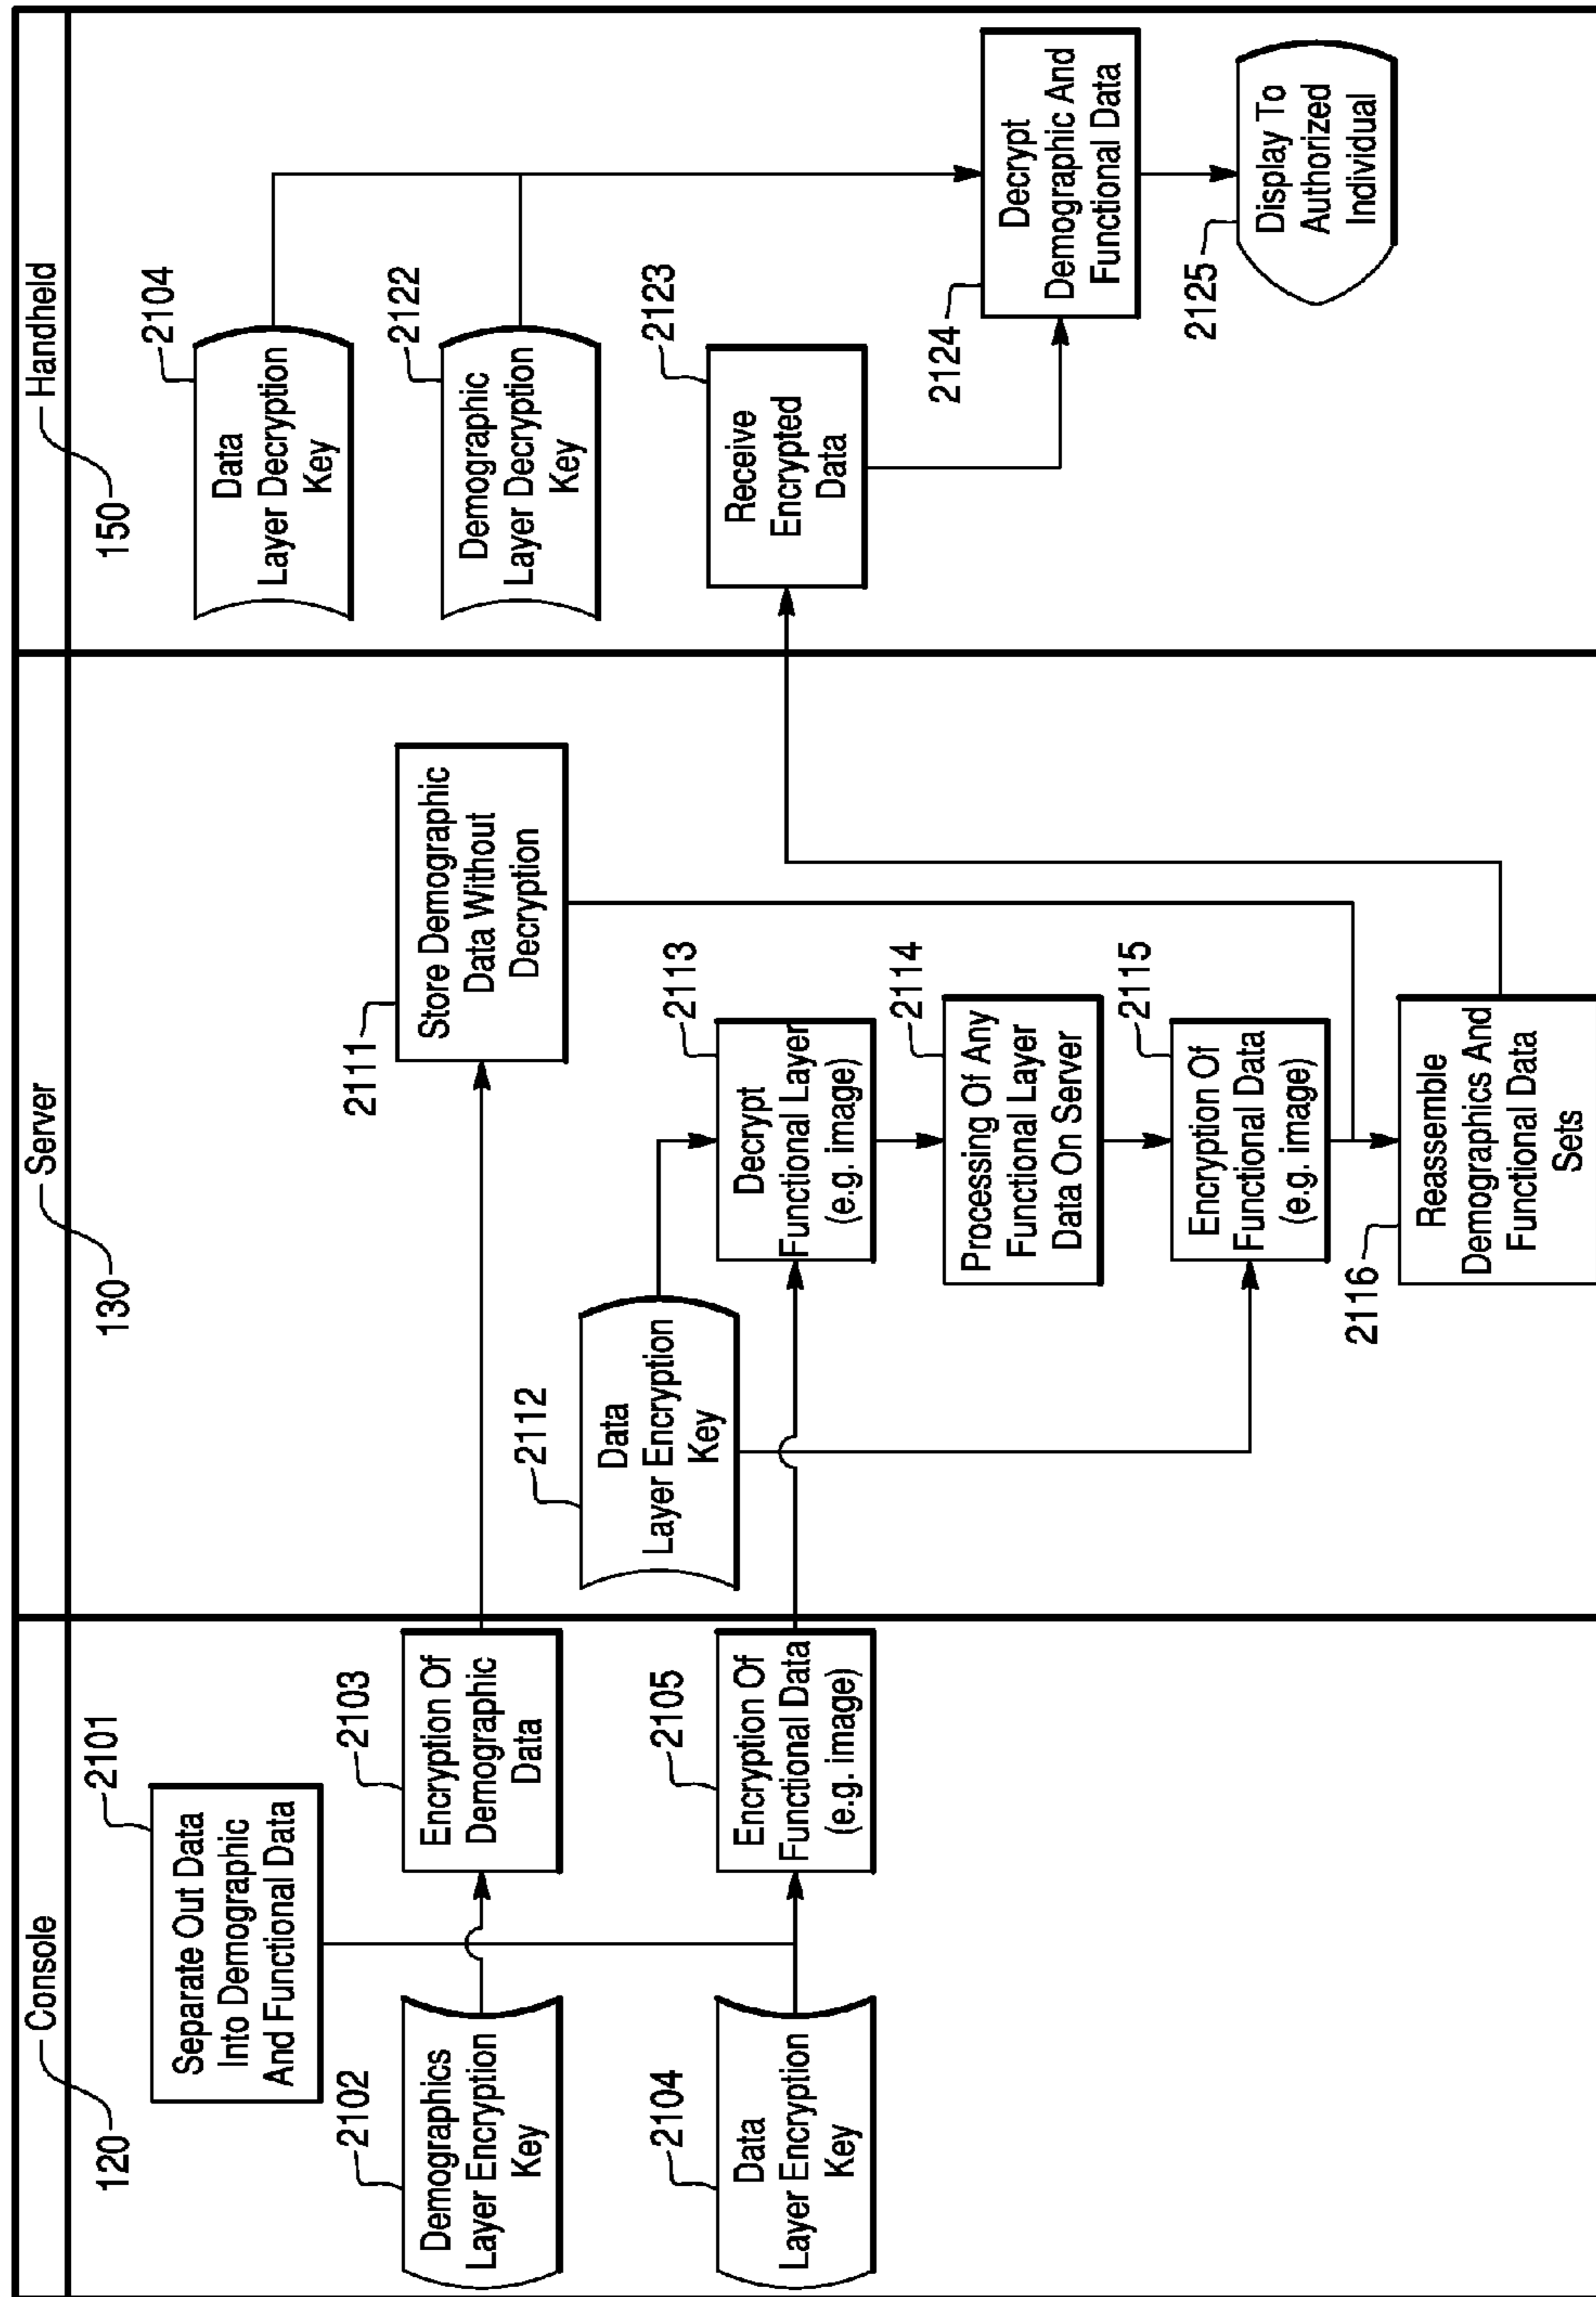 Console
120
Separate Out Data
Into Demographic
And Functional Data
2101
Demographics
Layer Encryption
Key
2102
Encryption Of
Demographic
Data
2103
Data
Layer Encryption
Key
2104
Encryption Of
Functional Data
(e.g. image)
2105
Server
130
Store Demographic
Data Without
Decryption
2111
Data
Layer Encryption
Key
2112
Decrypt
Functional Layer
(e.g. image)
2113
Processing Of Any
Functional Layer
Data On Server
2114
Encryption Of
Functional Data
(e.g. image)
2115
Reassemble
Demographics And
Functional Data
Sets
2116
Handheld
150
Data
Layer Decryption
Key
2104
Demographic
Layer Decryption
Key
2122
Receive
Encrypted
Data
2123
Decrypt
Demographic And
Functional Data
2124
Display To
Authorized
Individual
2125